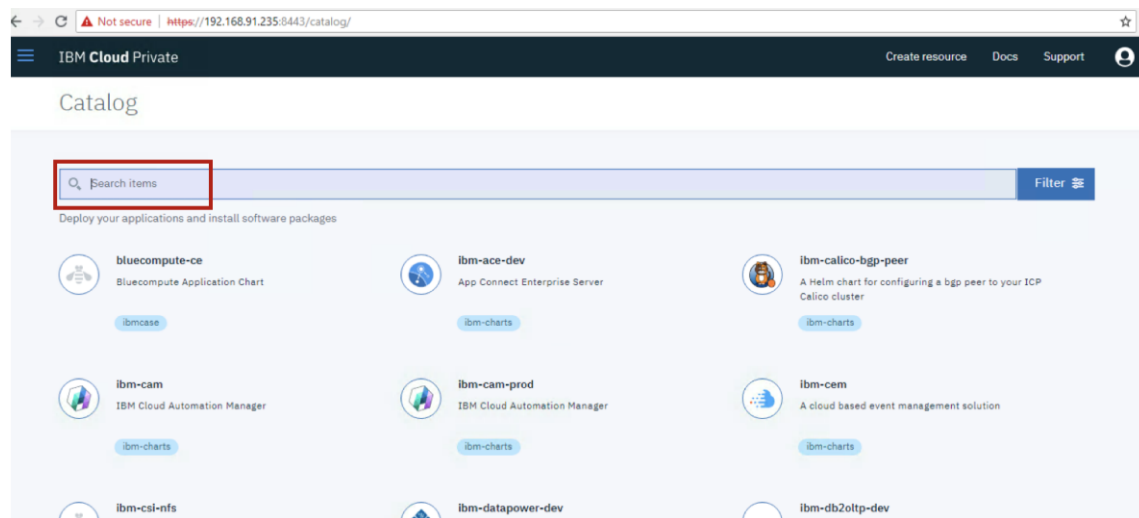 Not secure | https://192.168.91.235:8443/catalog/
IBM Cloud Private
Create resource Docs Support
Catalog
Search items
Filter
Deploy your applications and install software packages
bluecompute-ce
Bluecompute Application Chart
ibmcase
ibm-ace-dev
App Connect Enterprise Server
ibm-charts
ibm-calico-bgp-peer
A Helm chart for configuring a bgp peer to your ICP
Calico cluster
ibm-charts
ibm-cam
IBM Cloud Automation Manager
ibm-charts
ibm-cam-prod
IBM Cloud Automation Manager
ibm-charts
ibm-cem
A cloud based event management solution
ibm-charts
ibm-csi-nfs
ibm-datapower-dev
ibm-db2oltp-dev